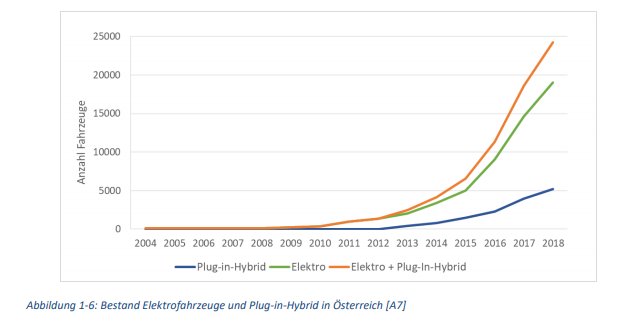 25000
20000
15000
10000
5000
0
Anzahl Fahrzeuge
2004 2005 2006 2007 2008 2009 2010 2011 2012 2013 2014 2015 2016 2017 2018
Plug-in-Hybrid Elektro Elektro + Plug-In-Hybrid
Abbildung 1-6: Bestand Elektrofahrzeuge und Plug-in-Hybrid in Österreich [A7]